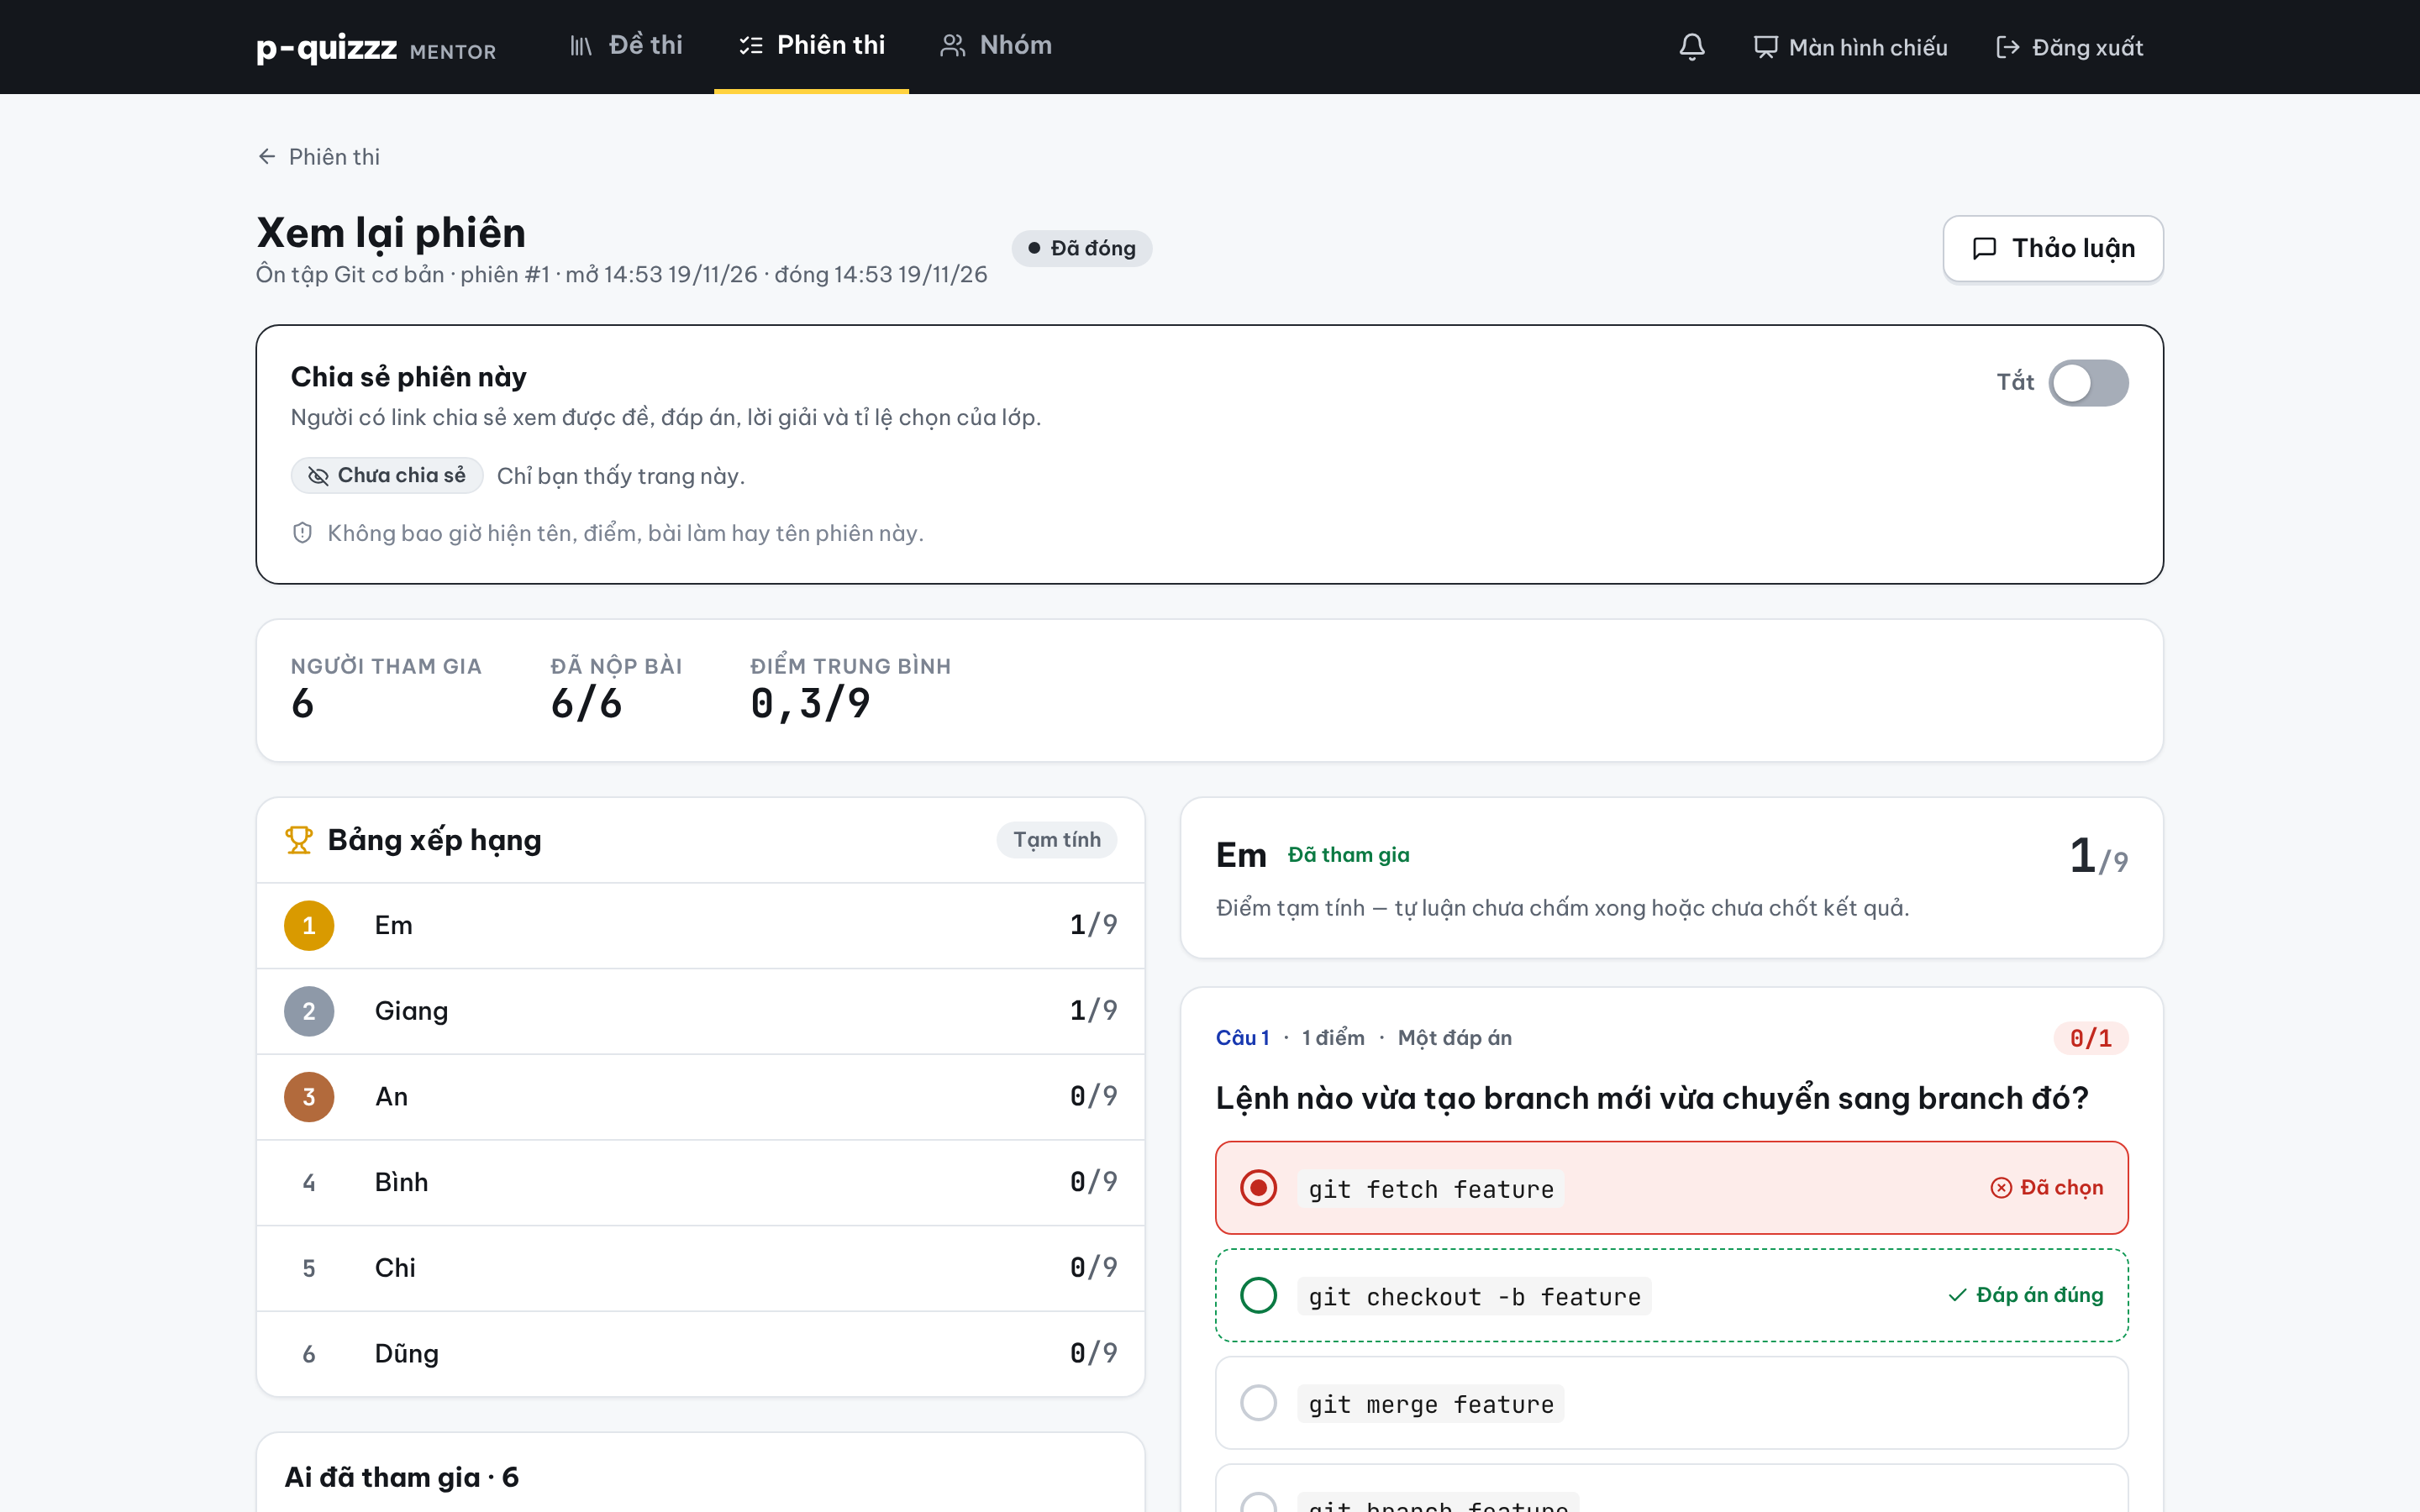 p-quizzz MENTOR
Đề thi
Phiên thi
Nhóm
Màn hình chiếu
Đăng xuất
Phiên thi
Xem lại phiên
Ôn tập Git cơ bản · phiên #1 · mở 14:53 19/11/26 · đóng 14:53 19/11/26
Đã đóng
Thảo luận
Chia sẻ phiên này
Tắt
Người có link chia sẻ xem được đề, đáp án, lời giải và tỉ lệ chọn của lớp.
Chưa chia sẻ
Chỉ bạn thấy trang này.
Không bao giờ hiện tên, điểm, bài làm hay tên phiên này.
NGƯỜI THAM GIA
6
ĐÃ NỘP BÀI
6/6
ĐIỂM TRUNG BÌNH
0,3/9
Bảng xếp hạng
Tạm tính
1 Em 1/9
2 Giang 1/9
3 An 0/9
4 Bình 0/9
5 Chi 0/9
6 Dũng 0/9
Ai đã tham gia · 6
Em Đã tham gia 1/9
Điểm tạm tính — tự luận chưa chấm xong hoặc chưa chốt kết quả.
Câu 1 · 1 điểm · Một đáp án 0/1
Lệnh nào vừa tạo branch mới vừa chuyển sang branch đó?
git fetch feature Đã chọn
git checkout -b feature Đáp án đúng
git merge feature
git branch feature